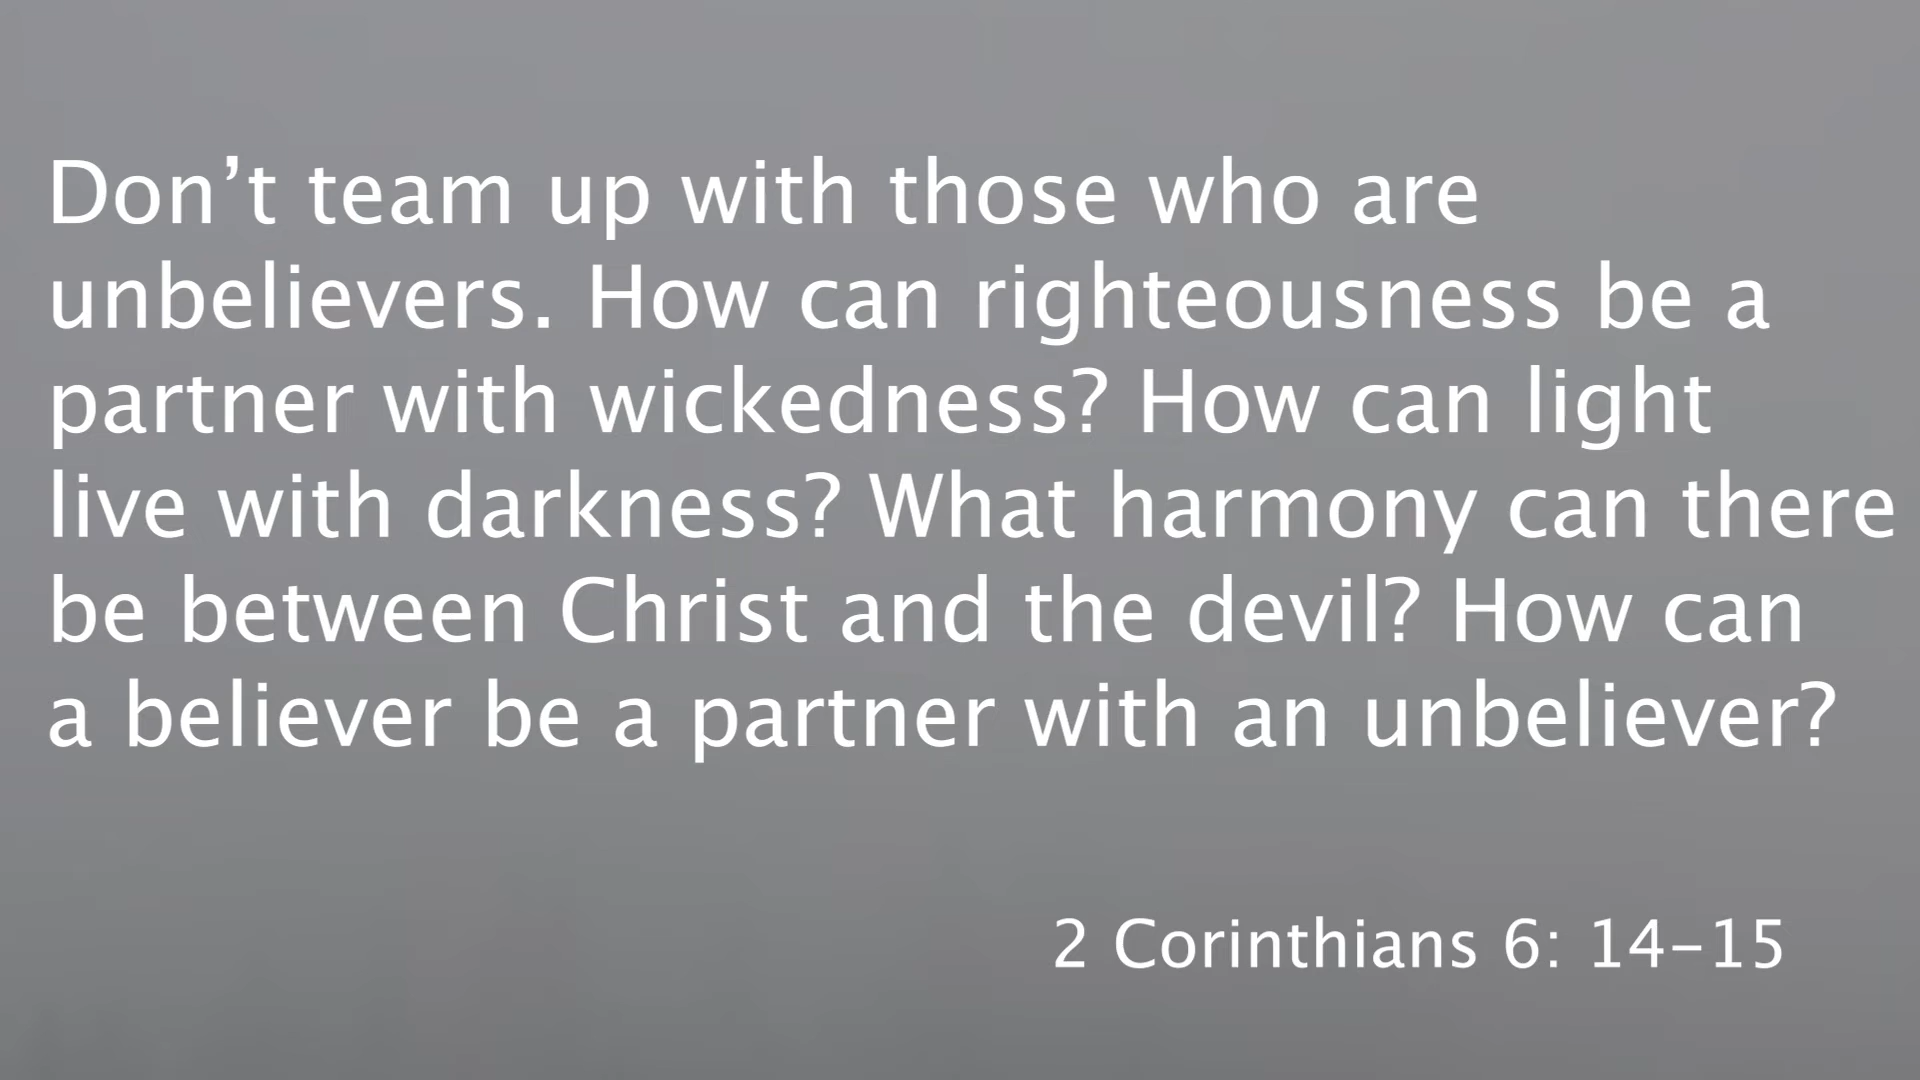 Don’t team up with those who are
unbelievers. How can righteousness be a
partner with wickedness? How can light
live with darkness? What harmony can there
be between Christ and the devil? How can
a believer be a partner with an unbeliever?
2 Corinthians 6: 14-15